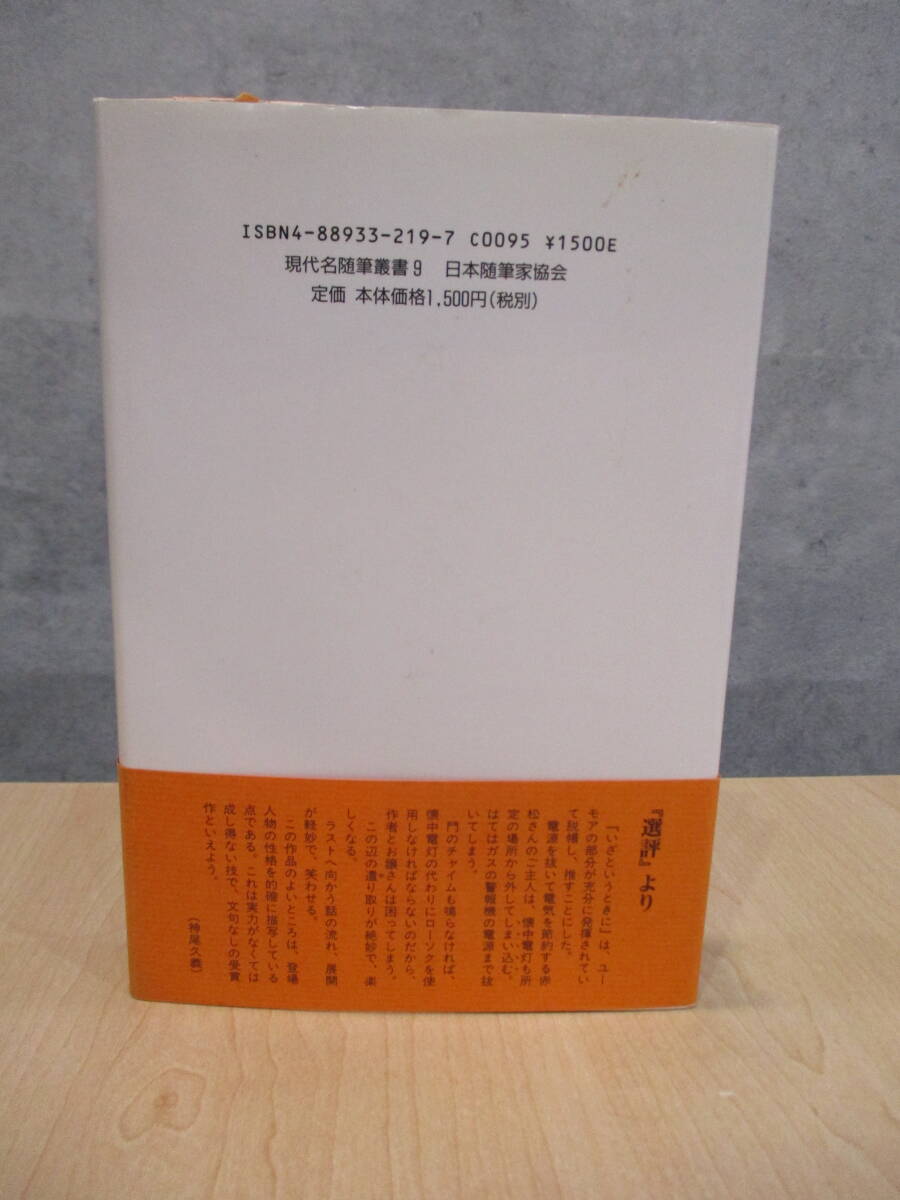 ISBN4-88933-219-7 C0095 ¥1500E
現代名随筆叢書9 日本随筆家協会
定価 本体価格1,500円(税別)
『選評』より
『いざというときに』は、ユー
モアの部分が充分に発揮されてい
て脱帽し、推すことにした。
電源を抜いて電気を節約する赤
松さんのご主人は、懐中電灯も所
定の場所から外してしまい込む。
はてはガスの警報機の電源まで抜
いてしまう。
門のチャイムも鳴らなければ、
懐中電灯の代わりにローソクを使
用しなければならないのだから、
作者とお嬢さんは困ってしまう。
この辺の遣り取りが絶妙で、楽
しくなる。
ラストへ向かう話の流れ、展開
が軽妙で、笑わせる。
この作品のよいところは、登場
人物の性格を的確に描写している
点である。これは実力がなくては
成し得ない技で、文句なしの受賞
作といえよう。
(神尾久義)